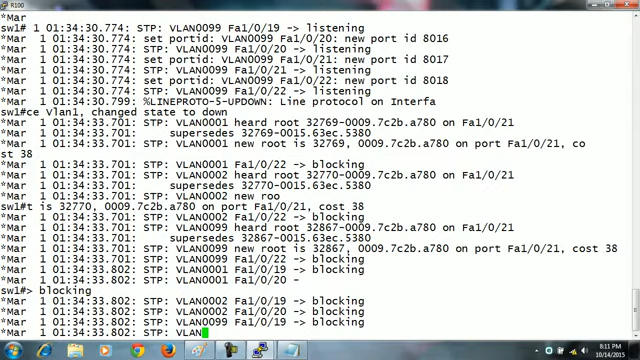 R100
*Mar
sw1# 1 01:34:30.774: STP: VLAN0099 Fa1/0/19 -> listening
*Mar  1 01:34:30.774: set portid: VLAN0099 Fa1/0/20: new port id 8016
*Mar  1 01:34:30.774: STP: VLAN0099 Fa1/0/20 -> listening
*Mar  1 01:34:30.774: set portid: VLAN0099 Fa1/0/21: new port id 8017
*Mar  1 01:34:30.774: STP: VLAN0099 Fa1/0/21 -> listening
*Mar  1 01:34:30.774: set portid: VLAN0099 Fa1/0/22: new port id 8018
*Mar  1 01:34:30.774: STP: VLAN0099 Fa1/0/22 -> listening
*Mar  1 01:34:30.799: %LINEPROTO-5-UPDOWN: Line protocol on Interfa
sw1#ce Vlan1, changed state to down
*Mar  1 01:34:33.701: STP: VLAN0001 heard root 32769-0009.7c2b.a780 on Fa1/0/21
*Mar  1 01:34:33.701:     supersedes 32769-0015.63ec.5380
*Mar  1 01:34:33.701: STP: VLAN0001 new root is 32769, 0009.7c2b.a780 on port Fa1/0/21, co
st 38
*Mar  1 01:34:33.701: STP: VLAN0001 Fa1/0/22 -> blocking
*Mar  1 01:34:33.701: STP: VLAN0002 heard root 32770-0009.7c2b.a780 on Fa1/0/21
*Mar  1 01:34:33.701:     supersedes 32770-0015.63ec.5380
*Mar  1 01:34:33.701: STP: VLAN0002 new roo
sw1#t is 32770, 0009.7c2b.a780 on port Fa1/0/21, cost 38
*Mar  1 01:34:33.701: STP: VLAN0002 Fa1/0/22 -> blocking
*Mar  1 01:34:33.701: STP: VLAN0099 heard root 32867-0009.7c2b.a780 on Fa1/0/21
*Mar  1 01:34:33.701:     supersedes 32867-0015.63ec.5380
*Mar  1 01:34:33.701: STP: VLAN0099 new root is 32867, 0009.7c2b.a780 on port Fa1/0/21, cost 38
*Mar  1 01:34:33.701: STP: VLAN0099 Fa1/0/22 -> blocking
*Mar  1 01:34:33.802: STP: VLAN0001 Fa1/0/19 -> blocking
*Mar  1 01:34:33.802: STP: VLAN0001 Fa1/0/20 -
sw1#> blocking
*Mar  1 01:34:33.802: STP: VLAN0002 Fa1/0/19 -> blocking
*Mar  1 01:34:33.802: STP: VLAN0002 Fa1/0/20 -> blocking
*Mar  1 01:34:33.802: STP: VLAN0099 Fa1/0/19 -> blocking
*Mar  1 01:34:33.802: STP: VLAN
8:11 PM
10/14/2015